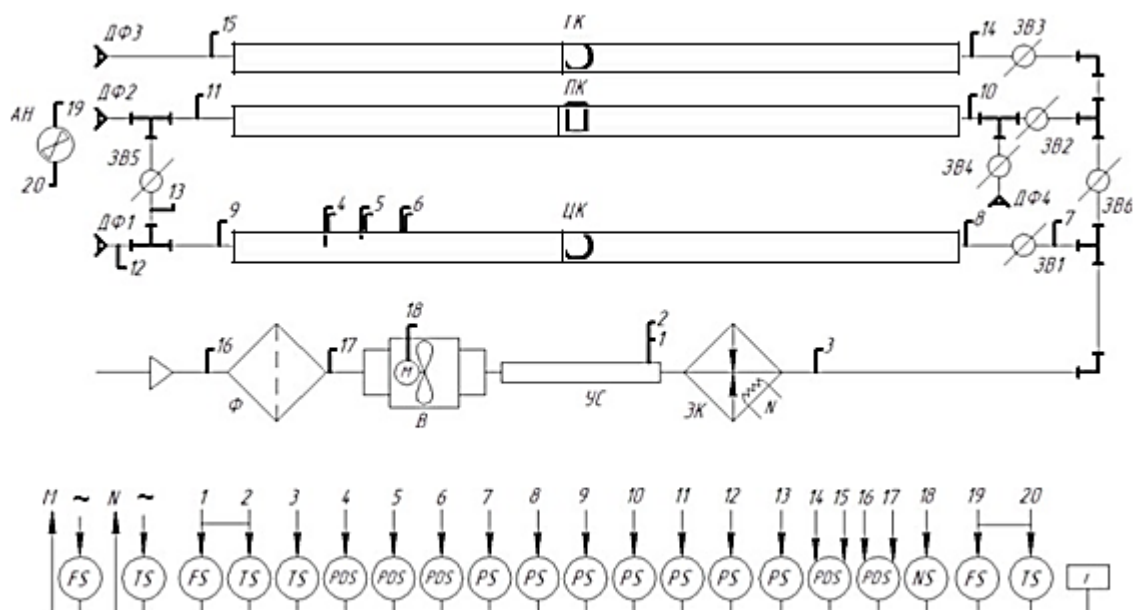 ДФ3 15 ГК 14 ЗВ3
АН 19 ДФ2 11 ПК 10 ЗВ2
20 ЗВ5 13 ЗВ4 ДФ4 ЗВ6
ДФ1 12 9 4 5 6 ЦК 8 7 ЗВ1
16 17 18 М 2 1 3
Ф В УС ЗК N
М ~ N ~ 1 2 3 4 5 6 7 8 9 10 11 12 13 14 15 16 17 18 19 20
FS TS FS TS TS PDS PDS PDS PS PS PS PS PS PS PS PDS PDS NS FS TS I